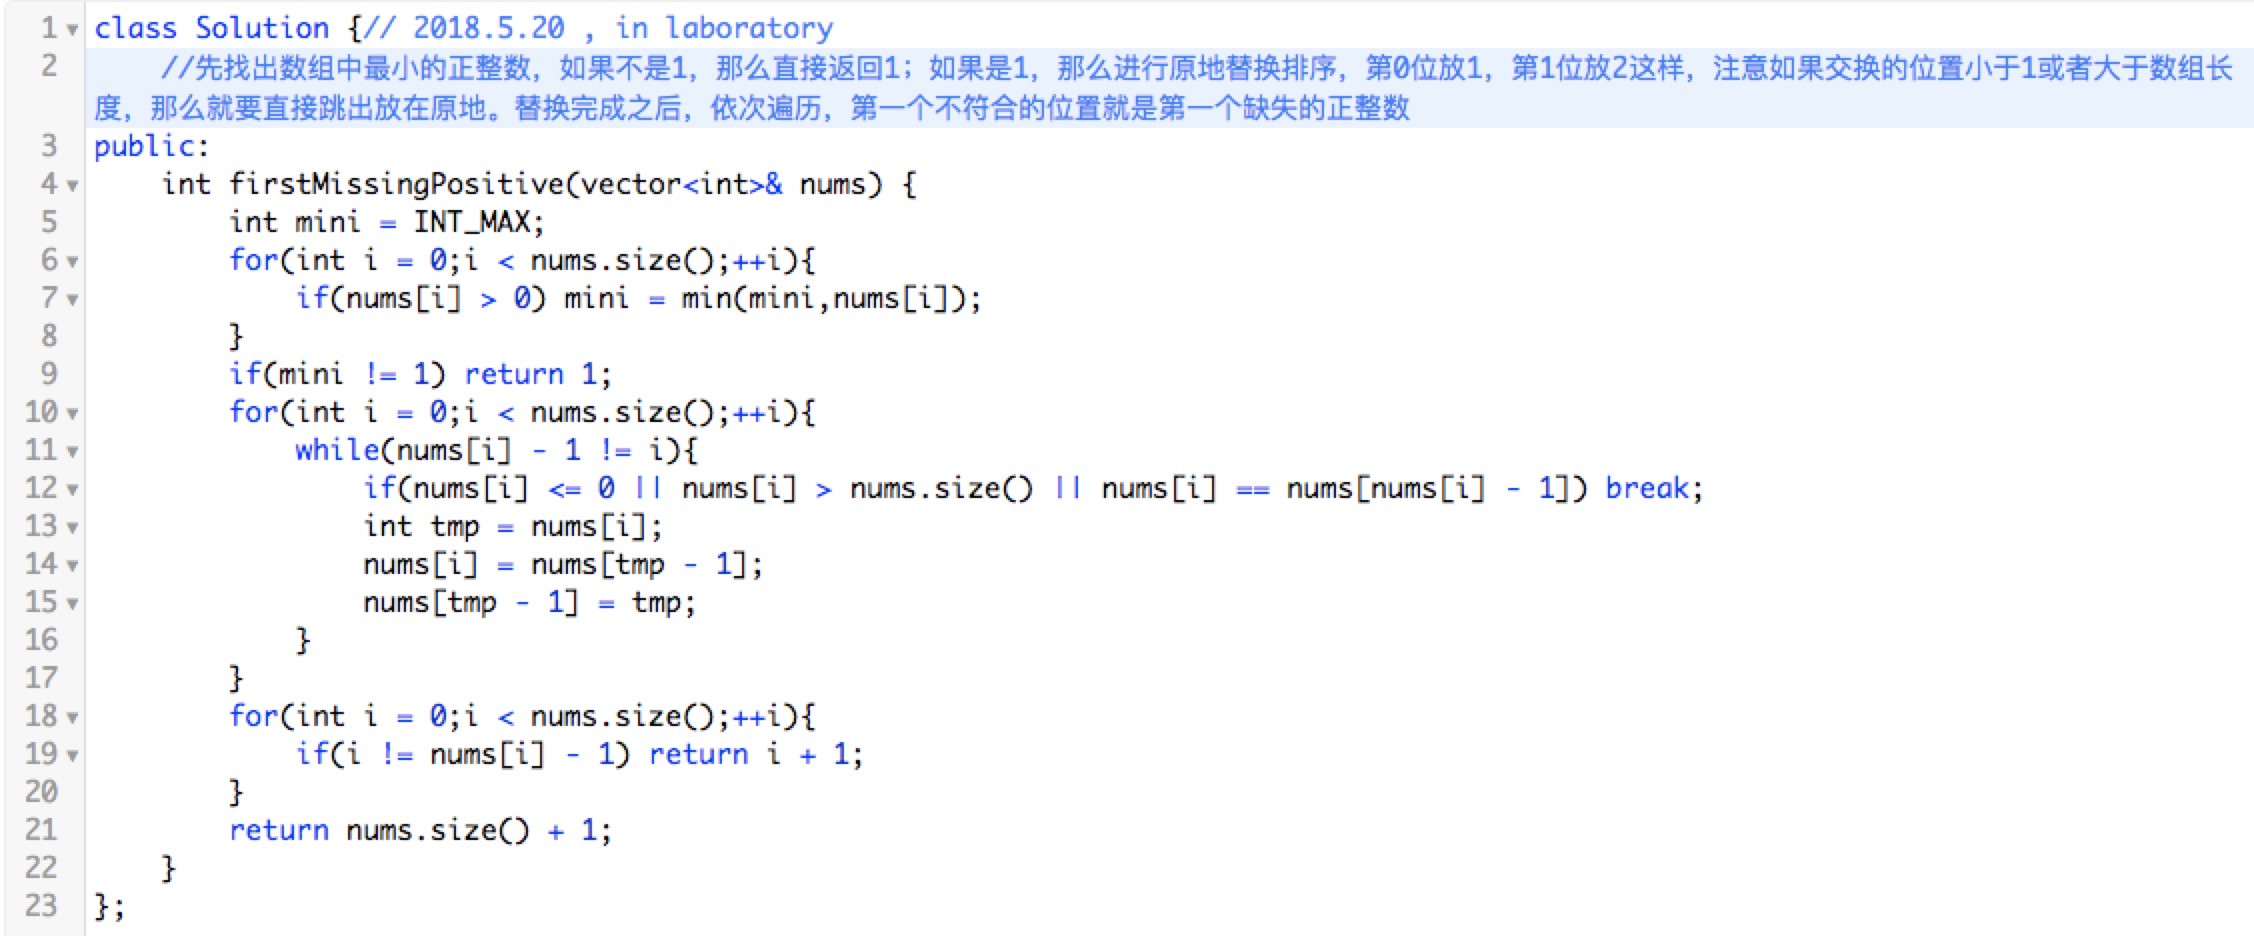 1 class Solution {// 2018.5.20 , in laboratory
2 //先找出数组中最小的正整数，如果不是1，那么直接返回1；如果是1，那么进行原地替换排序，第0位放1，第1位放2这样，注意如果交换的位置小于1或者大于数组长
度，那么就要直接跳出放在原地。替换完成之后，依次遍历，第一个不符合的位置就是第一个缺失的正整数
3 public:
4     int firstMissingPositive(vector<int>& nums) {
5         int mini = INT_MAX;
6         for(int i = 0;i < nums.size();++i){
7             if(nums[i] > 0) mini = min(mini,nums[i]);
8         }
9         if(mini != 1) return 1;
10         for(int i = 0;i < nums.size();++i){
11             while(nums[i] - 1 != i){
12                 if(nums[i] <= 0 || nums[i] > nums.size() || nums[i] == nums[nums[i] - 1]) break;
13                 int tmp = nums[i];
14                 nums[i] = nums[tmp - 1];
15                 nums[tmp - 1] = tmp;
16             }
17         }
18         for(int i = 0;i < nums.size();++i){
19             if(i != nums[i] - 1) return i + 1;
20         }
21         return nums.size() + 1;
22     }
23 };